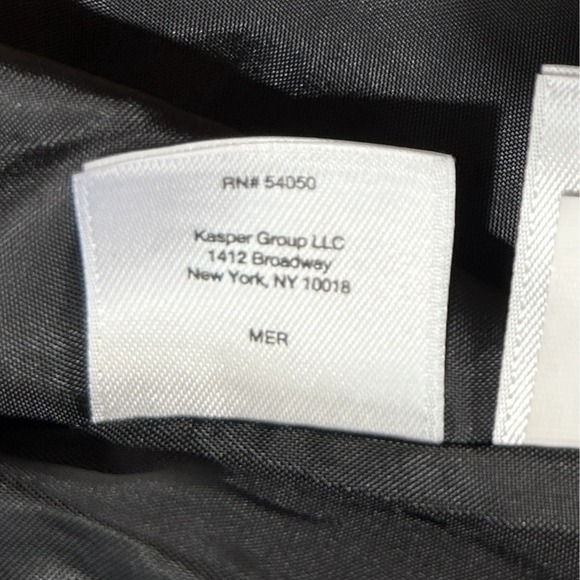 RN# 54050
Kasper Group LLC
1412 Broadway
New York, NY 10018
MER